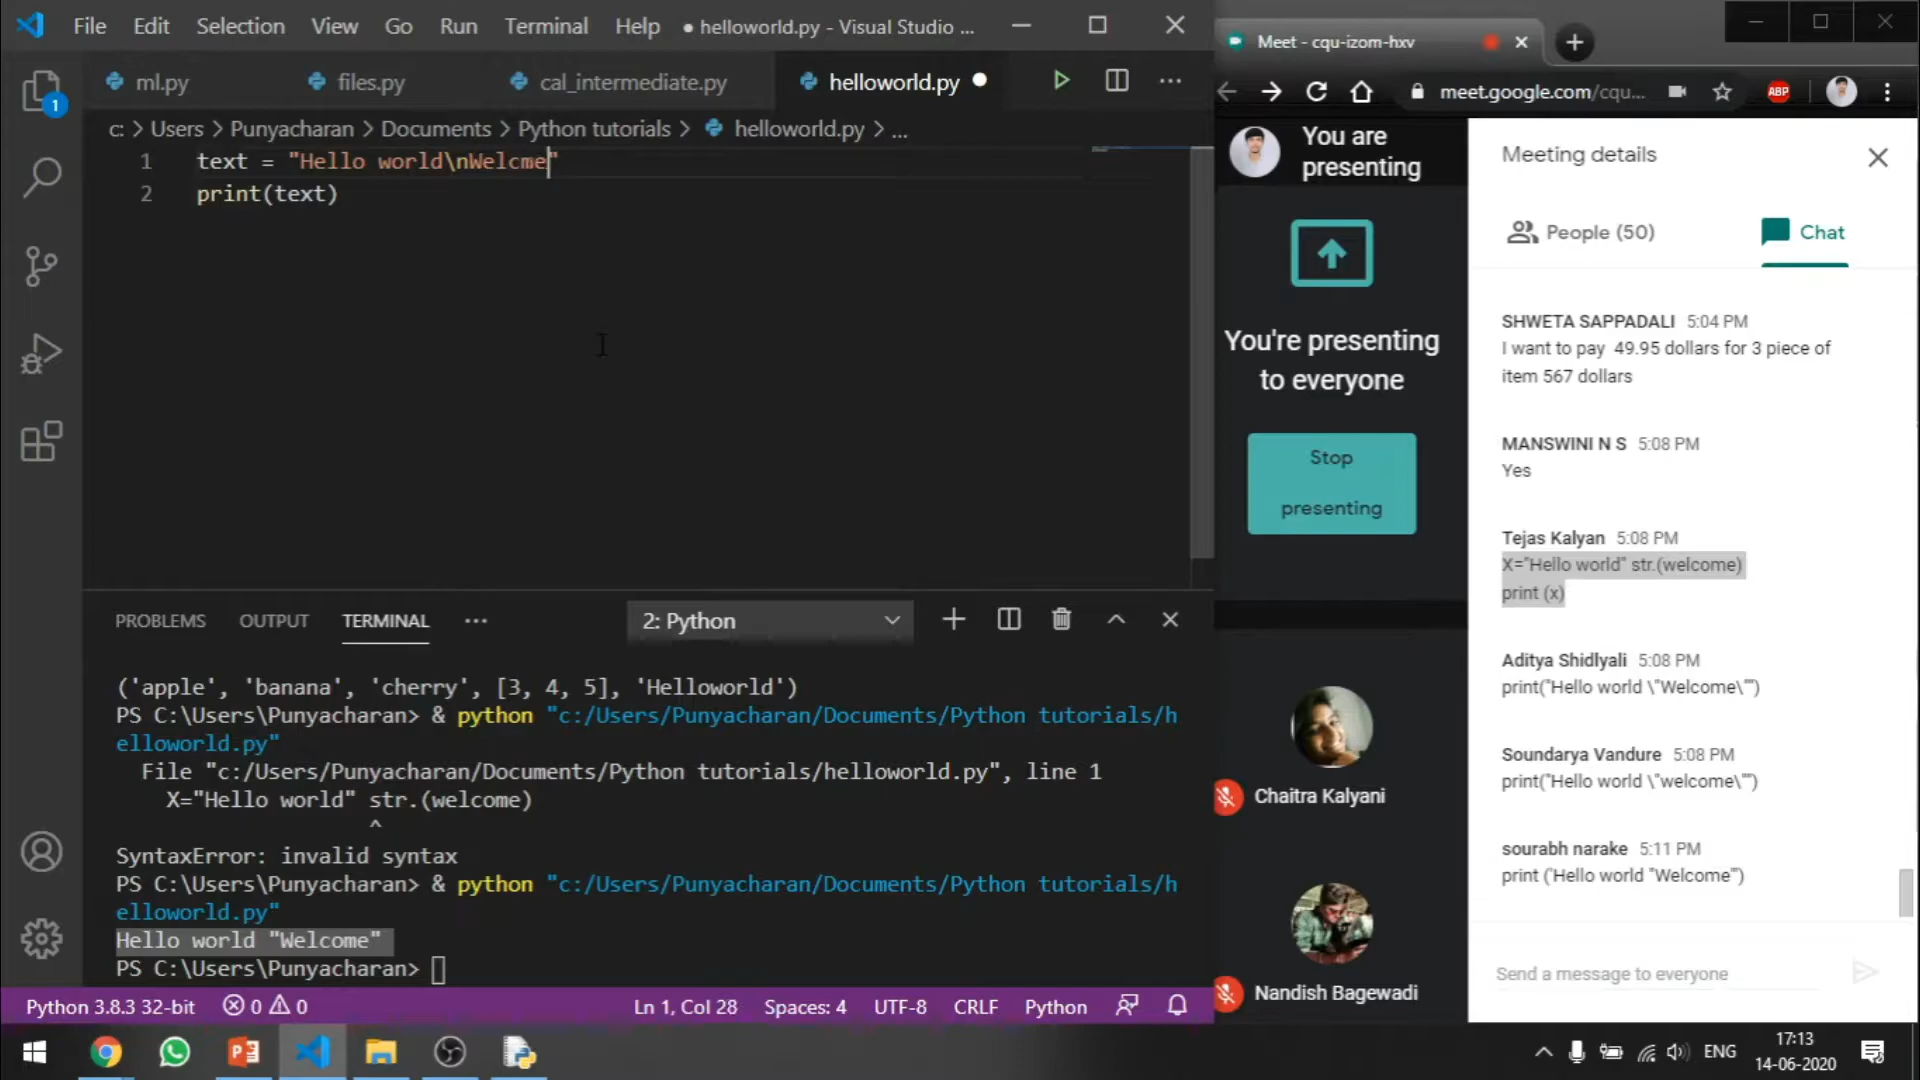 File Edit Selection View Go Run Terminal Help ● helloworld.py - Visual Studio ...
ml.py files.py cal_intermediate.py helloworld.py
c: > Users > Punyacharan > Documents > Python tutorials > helloworld.py > ...
1 text = "Hello world\nWelcme"
2 print(text)
1
PROBLEMS OUTPUT TERMINAL ... 2: Python
('apple', 'banana', 'cherry', [3, 4, 5], 'Helloworld')
PS C:\Users\Punyacharan> & python "c:/Users/Punyacharan/Documents/Python tutorials/h
elloworld.py"
File "c:/Users/Punyacharan/Documents/Python tutorials/helloworld.py", line 1
X="Hello world" str.(welcome)
^
SyntaxError: invalid syntax
PS C:\Users\Punyacharan> & python "c:/Users/Punyacharan/Documents/Python tutorials/h
elloworld.py"
Hello world "Welcome"
PS C:\Users\Punyacharan>
Python 3.8.3 32-bit 0 0 Ln 1, Col 28 Spaces: 4 UTF-8 CRLF Python
Meet - cqu-izom-hxv
meet.google.com/cqu... ABP
You are
presenting
You're presenting
to everyone
Stop
presenting
Chaitra Kalyani
Nandish Bagewadi
Meeting details
People (50) Chat
SHWETA SAPPADALI 5:04 PM
I want to pay 49.95 dollars for 3 piece of
item 567 dollars
MANSWINI N S 5:08 PM
Yes
Tejas Kalyan 5:08 PM
X="Hello world" str.(welcome)
print (x)
Aditya Shidlyali 5:08 PM
print("Hello world \"Welcome\"")
Soundarya Vandure 5:08 PM
print("Hello world \"welcome\"")
sourabh narake 5:11 PM
print ('Hello world "Welcome"')
Send a message to everyone
ENG 17:13
14-06-2020